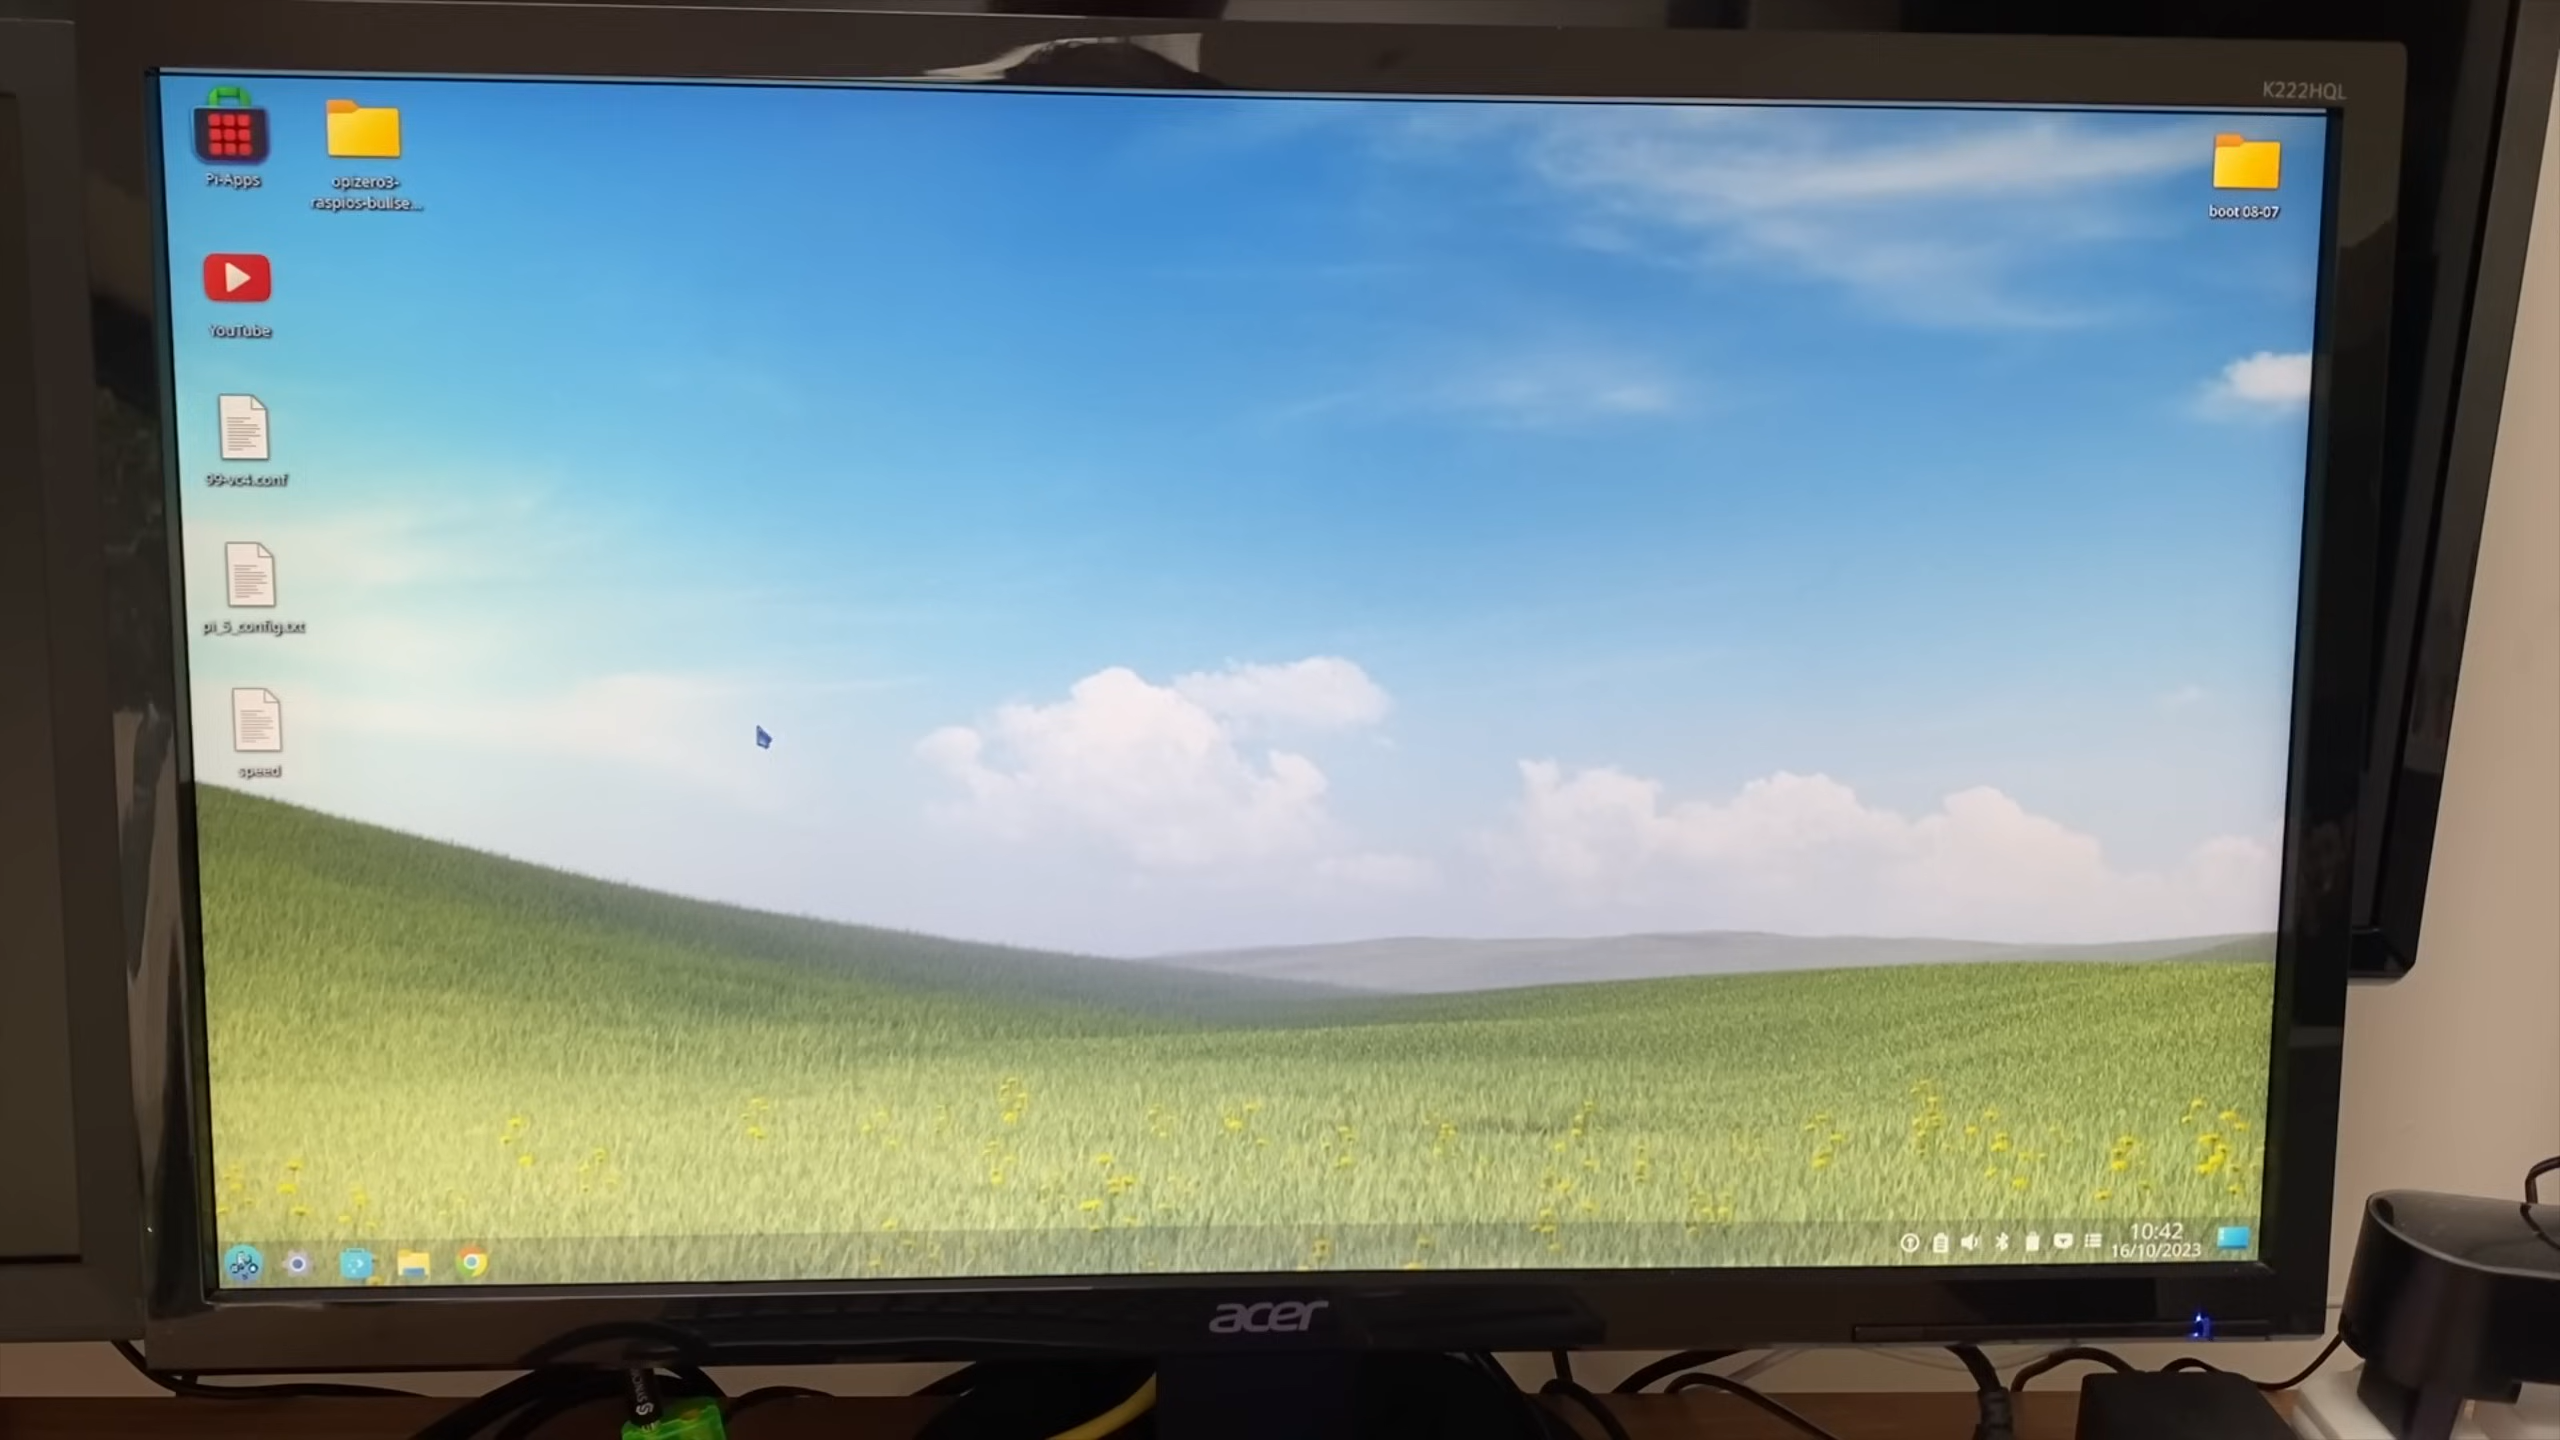 K222HQL
Pi-Apps
opizero3-
raspios-bullse...
boot 08-07
YouTube
99-vc4.conf
pi_5_config.txt
speed
10:42
16/10/2023
acer